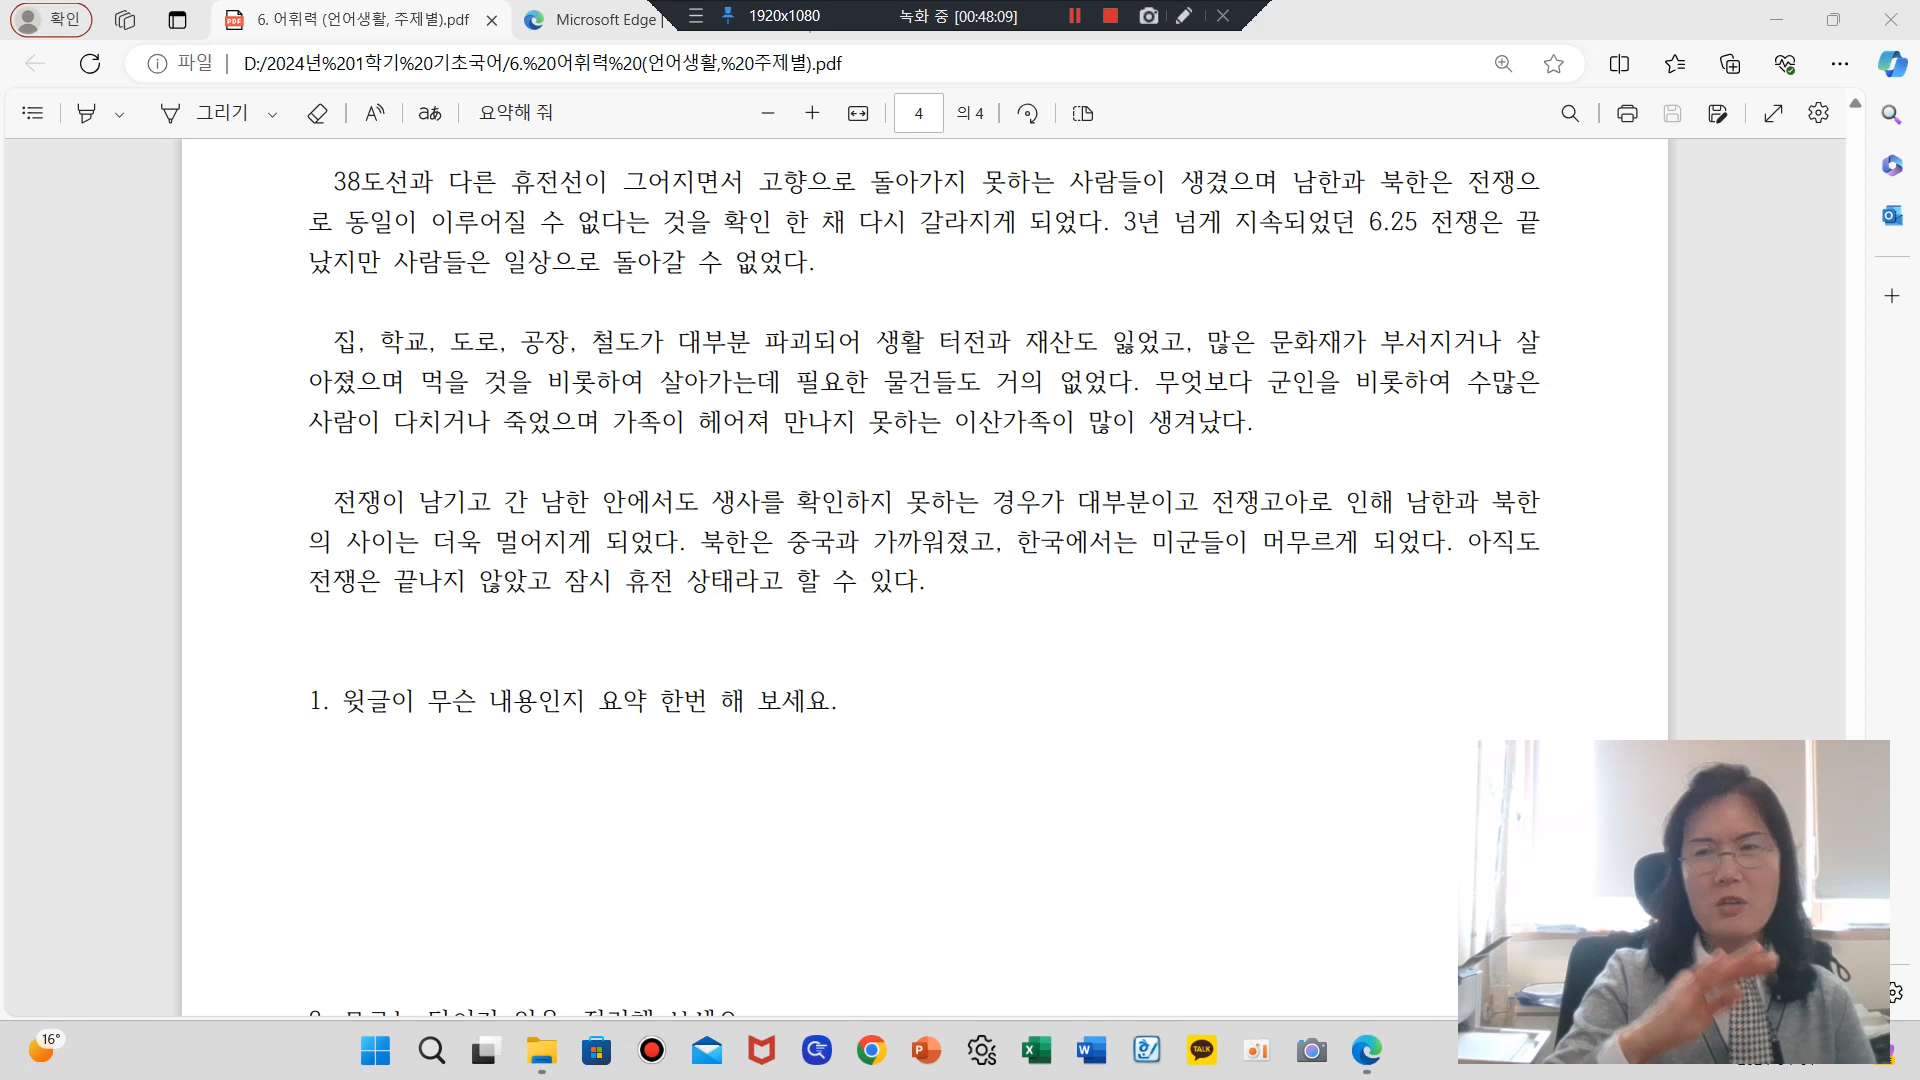 확인
6. 어휘력 (언어생활, 주제별).pdf
Microsoft Edge
1920x1080
녹화 중 [00:48:09]
파일
D:/2024년%201학기%20기초국어/6.%20어휘력%20(언어생활,%20주제별).pdf
그리기
aあ
요약해 줘
4
의 4
38도선과 다른 휴전선이 그어지면서 고향으로 돌아가지 못하는 사람들이 생겼으며 남한과 북한은 전쟁으
로 동일이 이루어질 수 없다는 것을 확인 한 채 다시 갈라지게 되었다. 3년 넘게 지속되었던 6.25 전쟁은 끝
났지만 사람들은 일상으로 돌아갈 수 없었다.
집, 학교, 도로, 공장, 철도가 대부분 파괴되어 생활 터전과 재산도 잃었고, 많은 문화재가 부서지거나 살
아졌으며 먹을 것을 비롯하여 살아가는데 필요한 물건들도 거의 없었다. 무엇보다 군인을 비롯하여 수많은
사람이 다치거나 죽었으며 가족이 헤어져 만나지 못하는 이산가족이 많이 생겨났다.
전쟁이 남기고 간 남한 안에서도 생사를 확인하지 못하는 경우가 대부분이고 전쟁고아로 인해 남한과 북한
의 사이는 더욱 멀어지게 되었다. 북한은 중국과 가까워졌고, 한국에서는 미군들이 머무르게 되었다. 아직도
전쟁은 끝나지 않았고 잠시 휴전 상태라고 할 수 있다.
1. 윗글이 무슨 내용인지 요약 한번 해 보세요.
16°
TALK